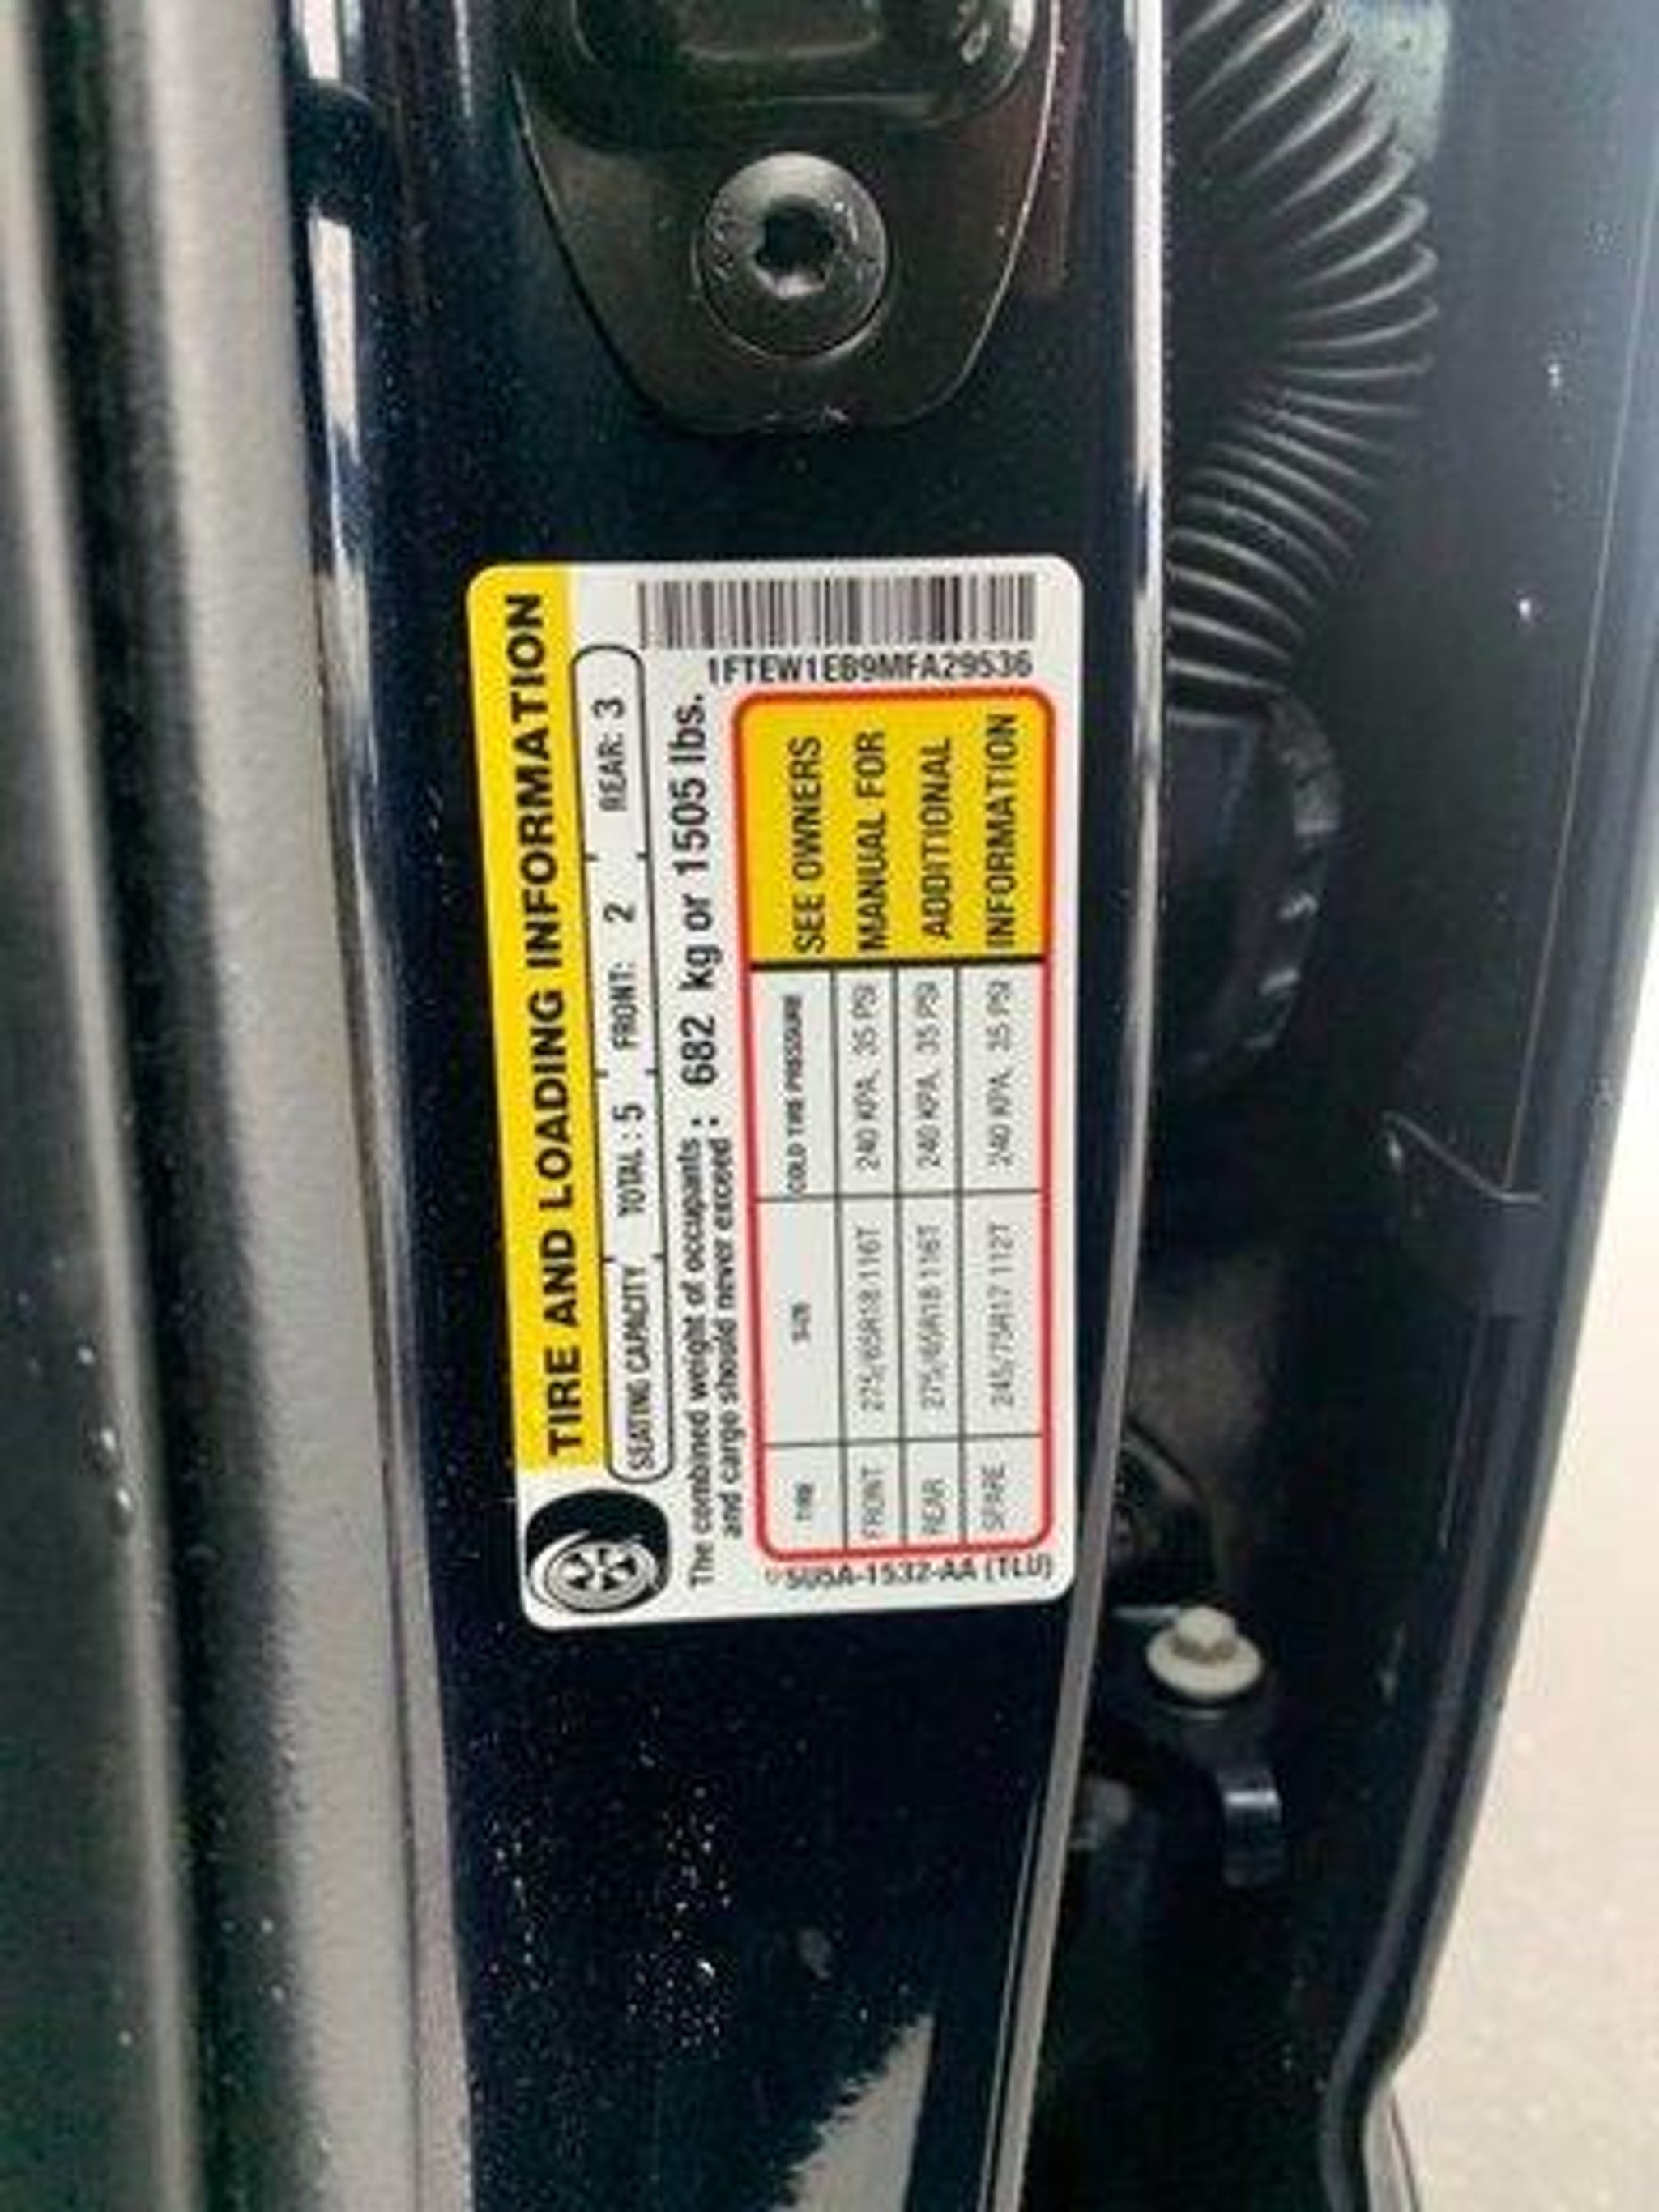 TIRE AND LOADING INFORMATION
SEATING CAPACITY TOTAL : 5 FRONT: 2 REAR: 3
The combined weight of occupants : 682 kg or 1505 lbs.
and cargo should never exceed :
1FTEW1EB9MFA29536
TIRE SIZE COLD TIRE PRESSURE SEE OWNERS
FRONT 275/65R18 116T 240 KPA, 35 PSI MANUAL FOR
REAR 275/65R18 116T 240 KPA, 35 PSI ADDITIONAL
SPARE 245/75R17 112T 240 KPA, 35 PSI INFORMATION
505A-1532-AA (TLU)